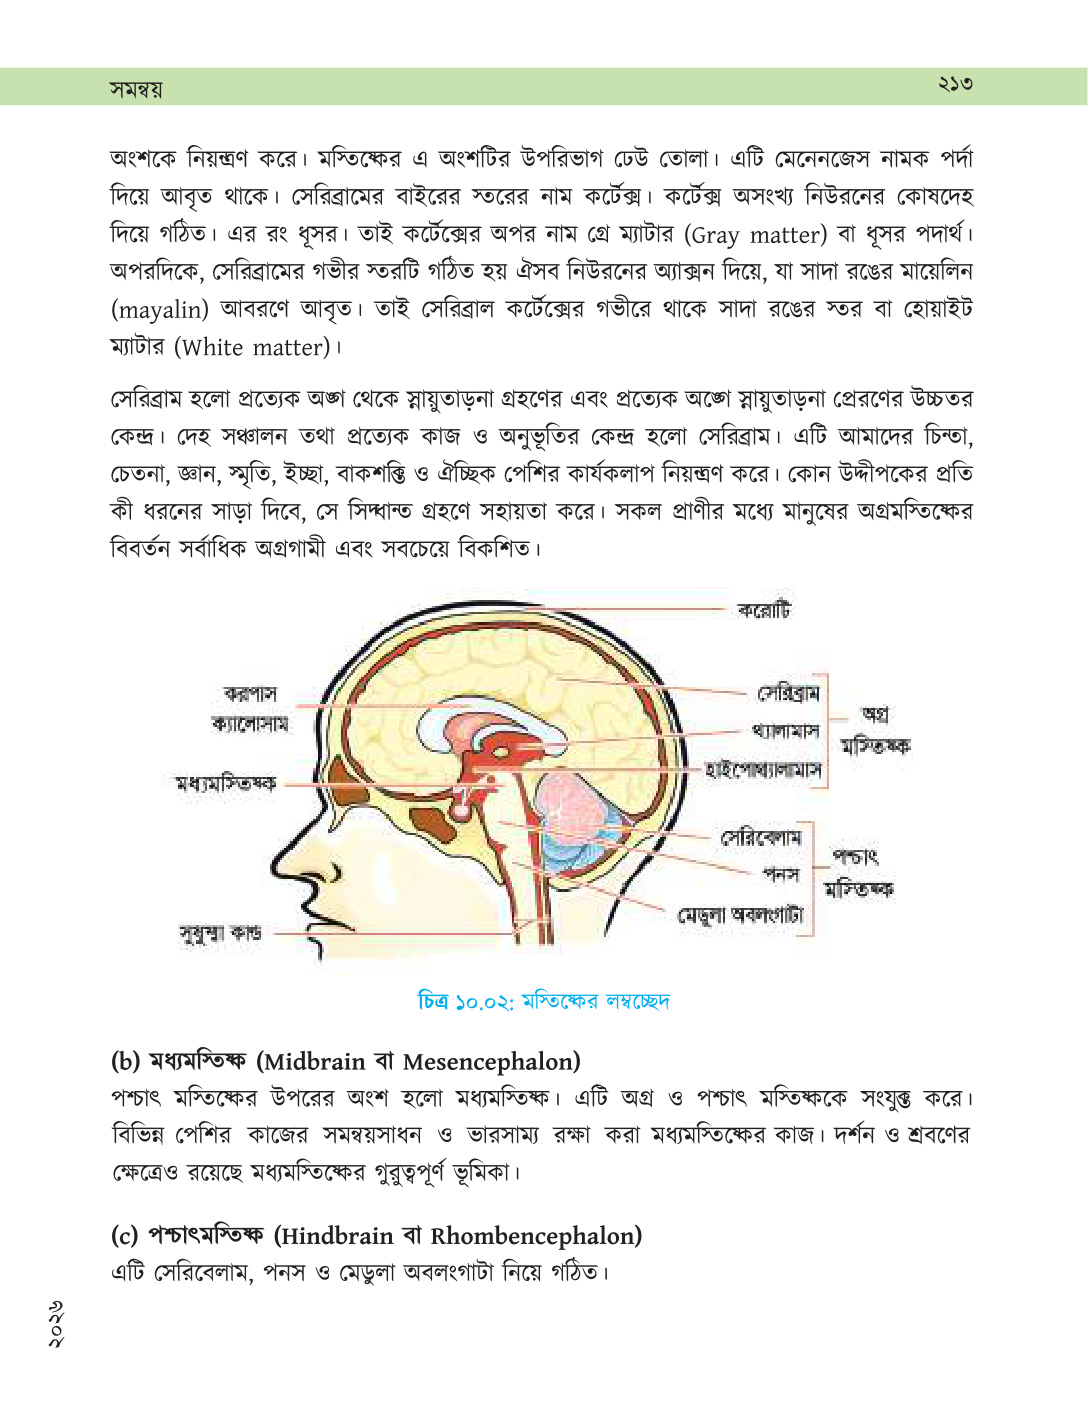 সমন্বয়
২১৩
অংশকে নিয়ন্ত্রণ করে। মস্তিষ্কের এ অংশটির উপরিভাগ ঢেউ তোলা। এটি মেনেনজেস নামক পর্দা
দিয়ে আবৃত থাকে। সেরিব্রামের বাইরের স্তরের নাম কর্টেক্স। কর্টেক্স অসংখ্য নিউরনের কোষদেহ
দিয়ে গঠিত। এর রং ধূসর। তাই কর্টেক্সের অপর নাম গ্রে ম্যাটার (Gray matter) বা ধূসর পদার্থ।
অপরদিকে, সেরিব্রামের গভীর স্তরটি গঠিত হয় ঐসব নিউরনের অ্যাক্সন দিয়ে, যা সাদা রঙের মায়েলিন
(mayalin) আবরণে আবৃত। তাই সেরিব্রাল কর্টেক্সের গভীরে থাকে সাদা রঙের স্তর বা হোয়াইট
ম্যাটার (White matter)।
সেরিব্রাম হলো প্রত্যেক অঙ্গ থেকে স্নায়ুতাড়না গ্রহণের এবং প্রত্যেক অঙ্গে স্নায়ুতাড়না প্রেরণের উচ্চতর
কেন্দ্র। দেহ সঞ্চালন তথা প্রত্যেক কাজ ও অনুভূতির কেন্দ্র হলো সেরিব্রাম। এটি আমাদের চিন্তা,
চেতনা, জ্ঞান, স্মৃতি, ইচ্ছা, বাকশক্তি ও ঐচ্ছিক পেশির কার্যকলাপ নিয়ন্ত্রণ করে। কোন উদ্দীপকের প্রতি
কী ধরনের সাড়া দিবে, সে সিদ্ধান্ত গ্রহণে সহায়তা করে। সকল প্রাণীর মধ্যে মানুষের অগ্রমস্তিষ্কের
বিবর্তন সর্বাধিক অগ্রগামী এবং সবচেয়ে বিকশিত।
করোটি
করপাস
ক্যালোসাম
সেরিব্রাম
থ্যালামাস
হাইপোথ্যালামাস
অগ্র
মস্তিষ্ক
মধ্যমস্তিষ্ক
সেরিবেলাম
পনস
মেডুলা অবলংগাটা
পশ্চাৎ
মস্তিষ্ক
সুষুম্না কাণ্ড
চিত্র ১০.০২: মস্তিষ্কের লম্বচ্ছেদ
(b) মধ্যমস্তিষ্ক (Midbrain বা Mesencephalon)
পশ্চাৎ মস্তিষ্কের উপরের অংশ হলো মধ্যমস্তিষ্ক। এটি অগ্র ও পশ্চাৎ মস্তিষ্ককে সংযুক্ত করে।
বিভিন্ন পেশির কাজের সমন্বয়সাধন ও ভারসাম্য রক্ষা করা মধ্যমস্তিষ্কের কাজ। দর্শন ও শ্রবণের
ক্ষেত্রেও রয়েছে মধ্যমস্তিষ্কের গুরুত্বপূর্ণ ভূমিকা।
(c) পশ্চাৎমস্তিষ্ক (Hindbrain বা Rhombencephalon)
এটি সেরিবেলাম, পনস ও মেডুলা অবলংগাটা নিয়ে গঠিত।
২০২৬